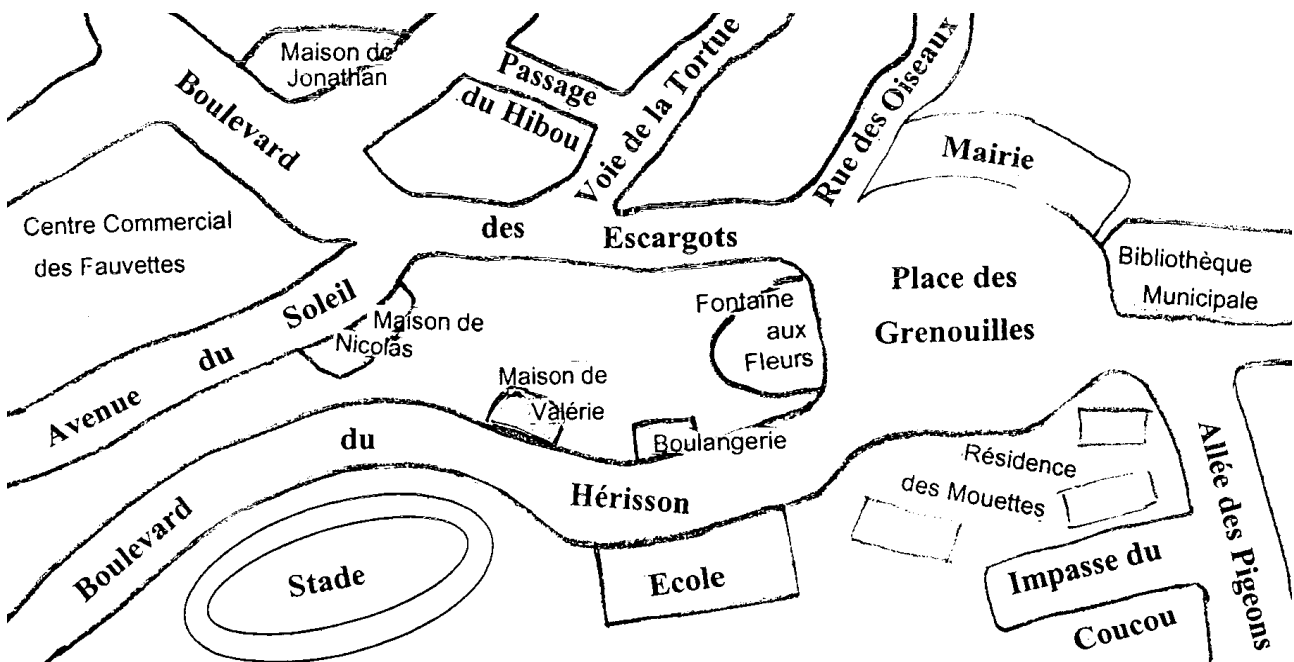 Maison de
Jonathan
Passage
du Hibou
Voie de la Tortue
Rue des Oiseaux
Mairie
Boulevard
des
Escargots
Centre Commercial
des Fauvettes
Place des
Grenouilles
Bibliothèque
Municipale
Fontaine
aux
Fleurs
Avenue
du
Soleil
Maison de
Nicolas
Maison de
Valérie
Boulangerie
Boulevard
du
Hérisson
Résidence
des Mouettes
Allée des Pigeons
Stade
Ecole
Impasse du
Coucou